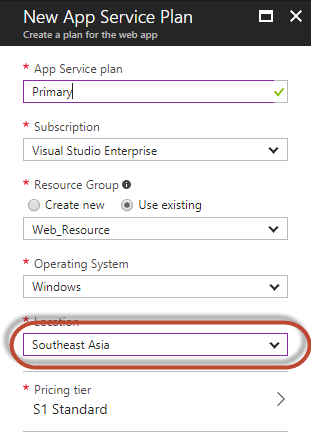 New App Service Plan
Create a plan for the web app
* App Service plan
Primary
* Subscription
Visual Studio Enterprise
* Resource Group
Create new Use existing
Web_Resource
* Operating System
Windows
* Location
Southeast Asia
* Pricing tier
S1 Standard